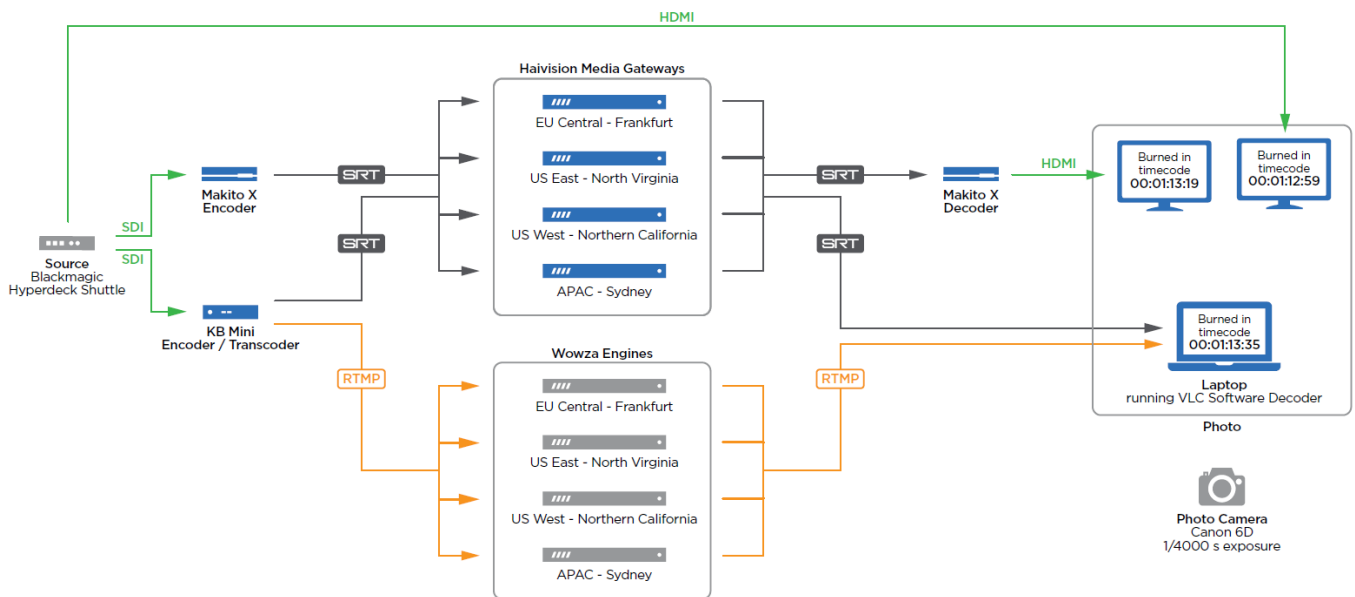 HDMI
Haivision Media Gateways
EU Central - Frankfurt
US East - North Virginia
US West - Northern California
APAC - Sydney
SDI
SDI
Source
Blackmagic
Hyperdeck Shuttle
Makito X
Encoder
KB Mini
Encoder / Transcoder
SRT
SRT
RTMP
Wowza Engines
EU Central - Frankfurt
US East - North Virginia
US West - Northern California
APAC - Sydney
SRT
SRT
RTMP
Makito X
Decoder
HDMI
Burned in
timecode
00:01:13:19
Burned in
timecode
00:01:12:59
Burned in
timecode
00:01:13:35
Laptop
running VLC Software Decoder
Photo
Photo Camera
Canon 6D
1/4000 s exposure